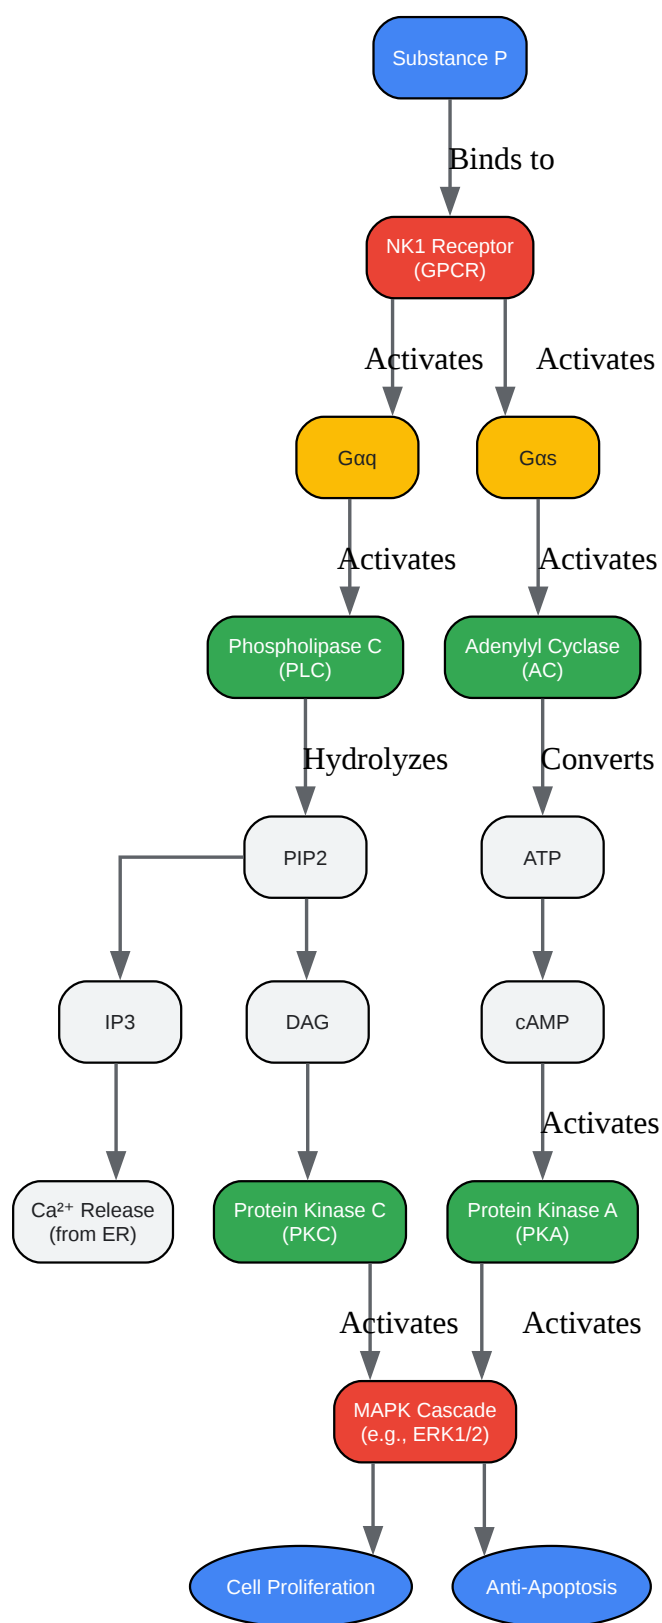 Substance P
Binds to
NK1 Receptor
(GPCR)
Activates
Activates
Gαq
Gαs
Activates
Activates
Phospholipase C
(PLC)
Adenylyl Cyclase
(AC)
Hydrolyzes
Converts
PIP2
ATP
IP3
DAG
cAMP
Activates
Ca²⁺ Release
(from ER)
Protein Kinase C
(PKC)
Protein Kinase A
(PKA)
Activates
Activates
MAPK Cascade
(e.g., ERK1/2)
Cell Proliferation
Anti-Apoptosis